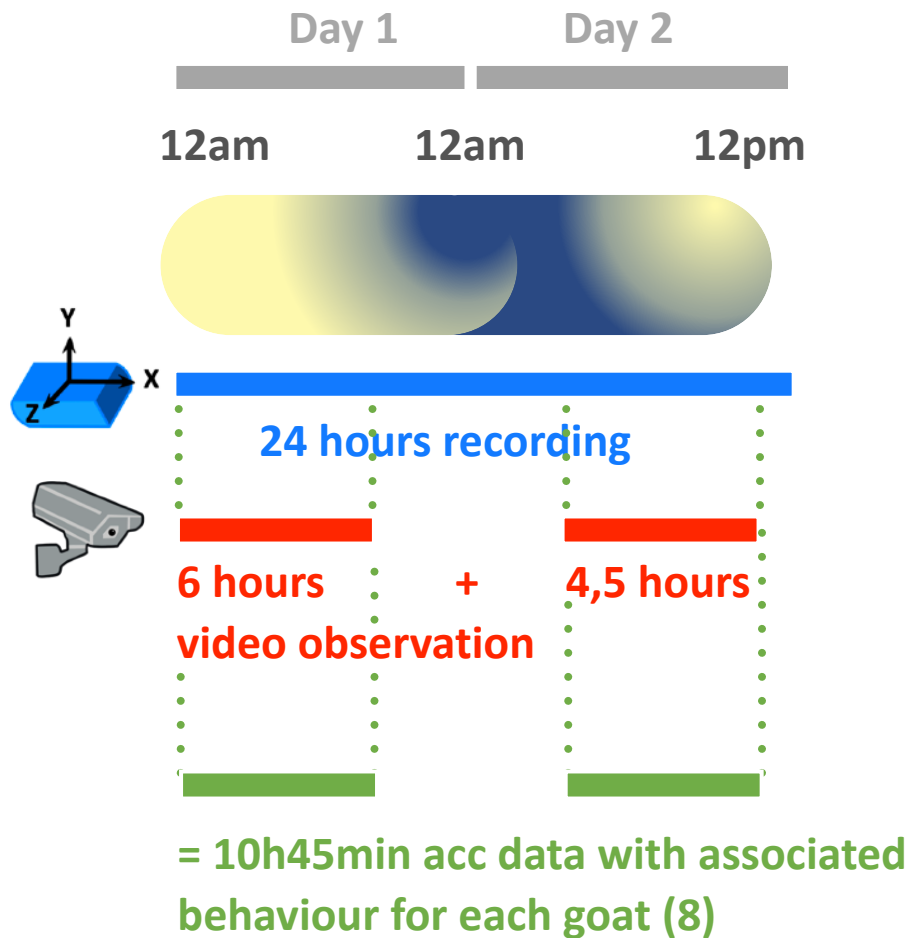 Day 1 Day 2
12am 12am 12pm
Y
X
Z
24 hours recording
6 hours + 4,5 hours
video observation
= 10h45min acc data with associated
behaviour for each goat (8)